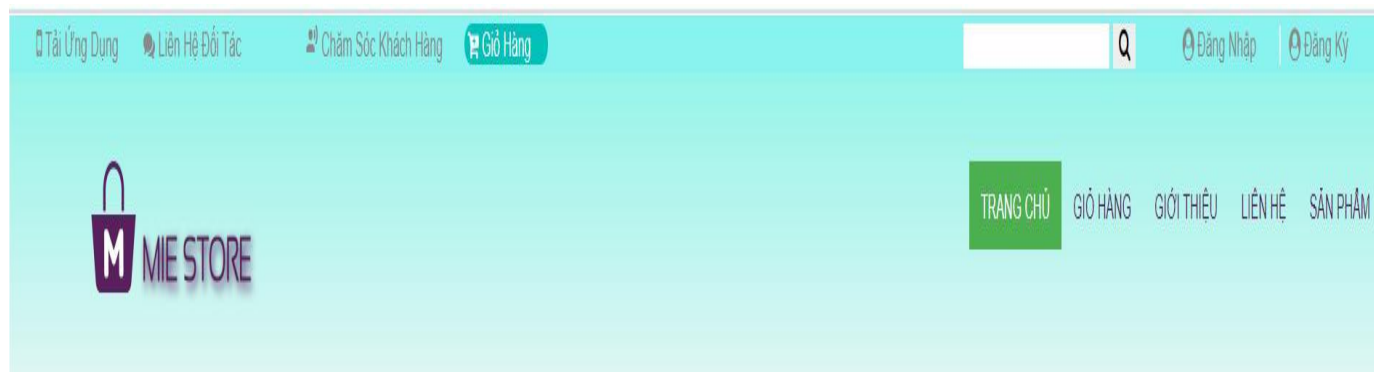 Tải Ứng Dụng Liên Hệ Đối Tác Chăm Sóc Khách Hàng Giỏ Hàng Đăng Nhập Đăng Ký
TRANG CHỦ GIỎ HÀNG GIỚI THIỆU LIÊN HỆ SẢN PHẨM
M MIE STORE